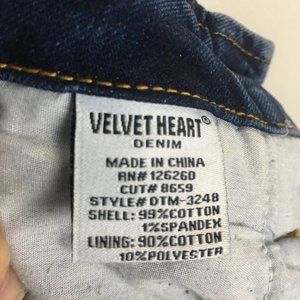 VELVET HEART®
DENIM
MADE IN CHINA
RN# 126260
CUT# 8659
STYLE# DTM-3248
SHELL: 99%COTTON
1%SPANDEX
LINING: 90%COTTON
10%POLYESTER